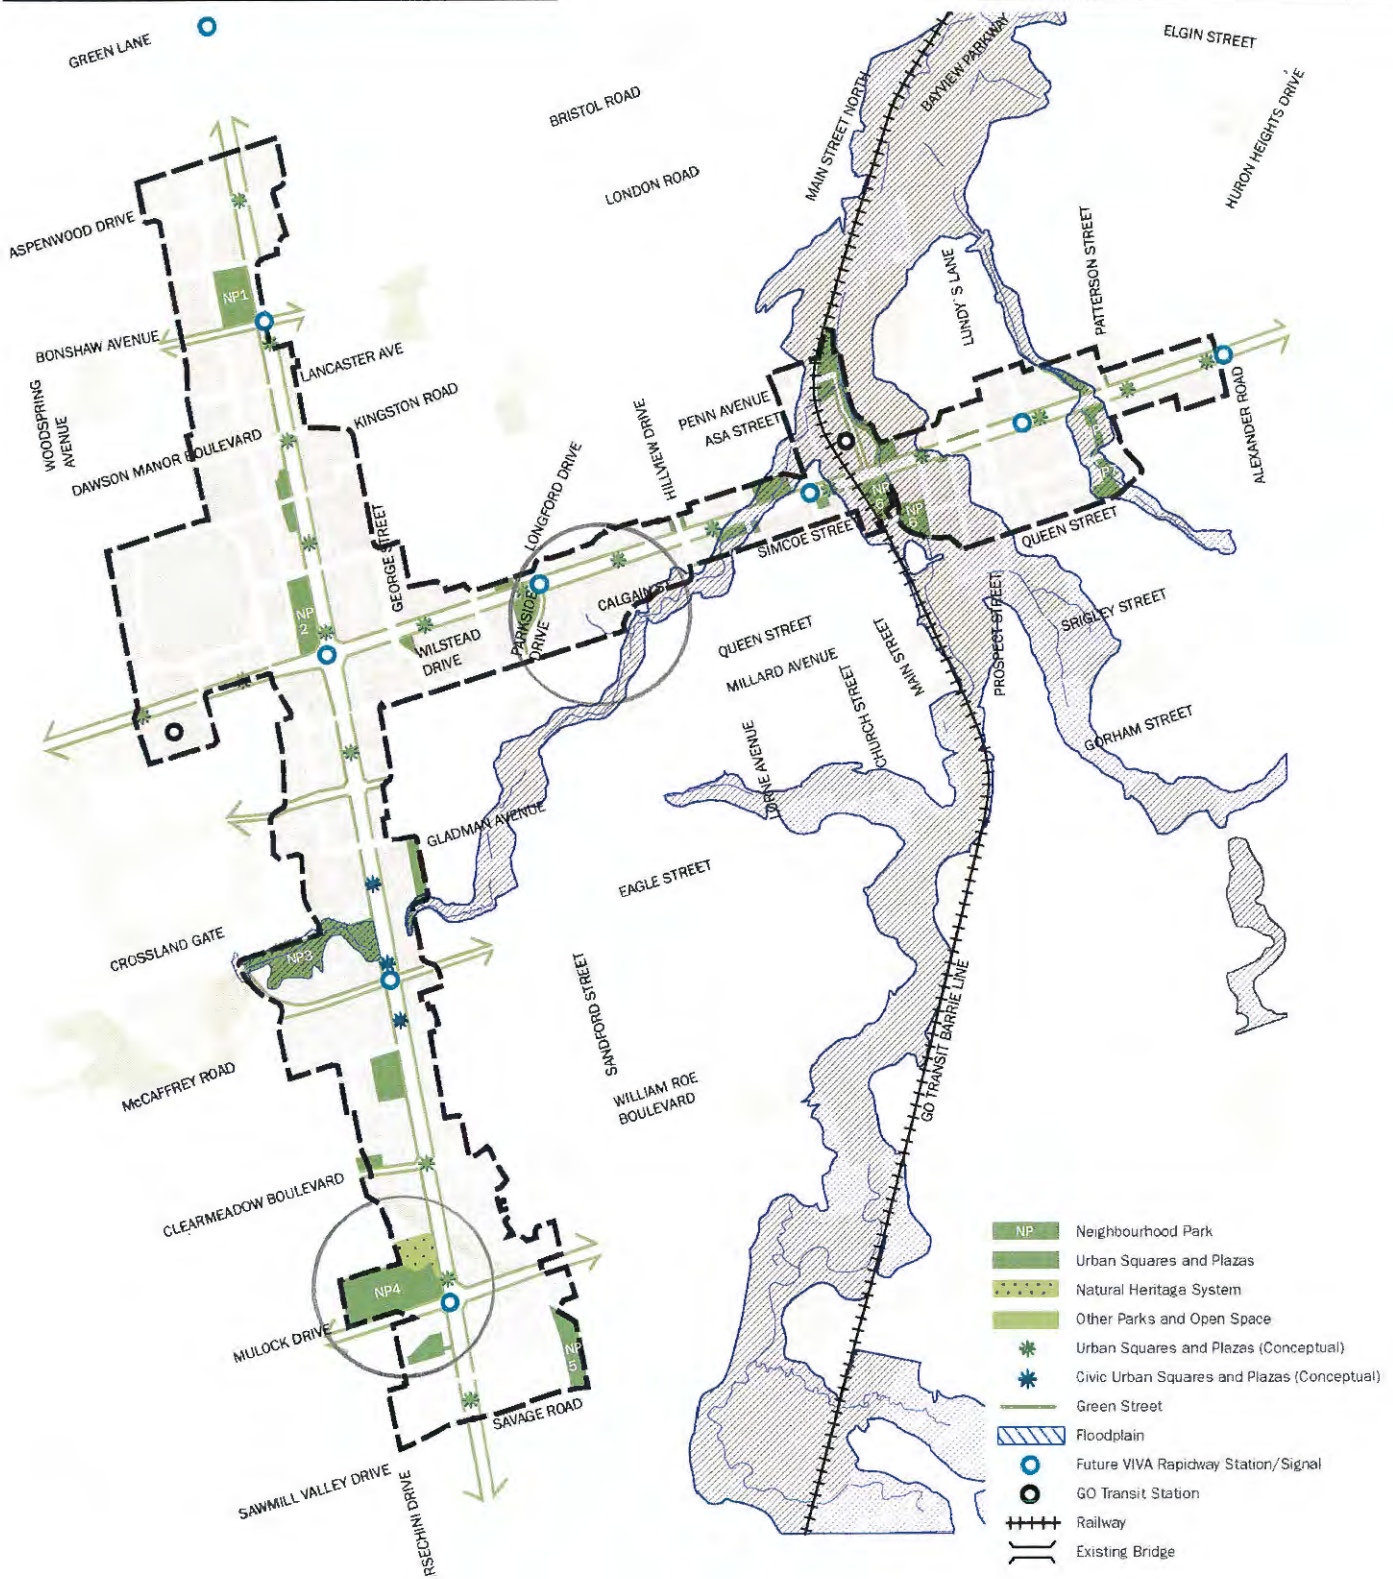 GREEN LANE
ELGIN STREET
BAYVIEW PARKWAY
BRISTOL ROAD
MAIN STREET NORTH
HURON HEIGHTS DRIVE
LONDON ROAD
ASPENWOOD DRIVE
PATTERSON STREET
LUNDY'S LANE
NP1
BONSHAW AVENUE
LANCASTER AVE
WOODSPRING
AVENUE
KINGSTON ROAD
PENN AVENUE
ASA STREET
HILLVIEW DRIVE
ALEXANDER ROAD
DAWSON MANOR BOULEVARD
LONGFORD DRIVE
NP
6
NP
GEORGE STREET
SIMCOE STREET
QUEEN STREET
CALGAIN ST
NP
2
PARKSIDE
DRIVE
WILSTEAD
DRIVE
QUEEN STREET
MILLARD AVENUE
MAIN STREET
PROSPECT STREET
SRIGLEY STREET
CHURCH STREET
LORNE AVENUE
GORHAM STREET
GLADMAN AVENUE
EAGLE STREET
CROSSLAND GATE
NP3
SANDFORD STREET
GO TRANSIT BARRIE LINE
McCAFFREY ROAD
WILLIAM ROE
BOULEVARD
CLEARMEADOW BOULEVARD
NP4
MULOCK DRIVE
NP
5
SAVAGE ROAD
SAWMILL VALLEY DRIVE
RSECHINI DRIVE
NP Neighbourhood Park
Urban Squares and Plazas
Natural Heritage System
Other Parks and Open Space
Urban Squares and Plazas (Conceptual)
Civic Urban Squares and Plazas (Conceptual)
Green Street
Floodplain
Future VIVA Rapidway Station/Signal
GO Transit Station
Railway
Existing Bridge